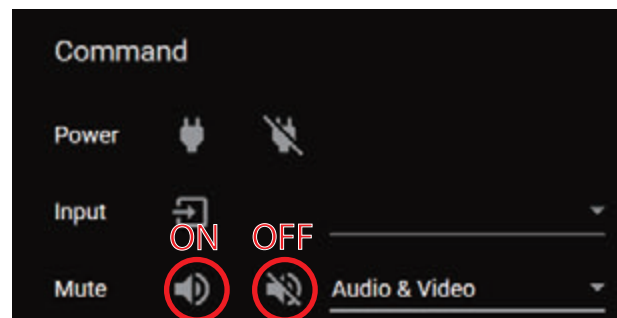 Command
Power
Input
ON OFF
Mute Audio & Video